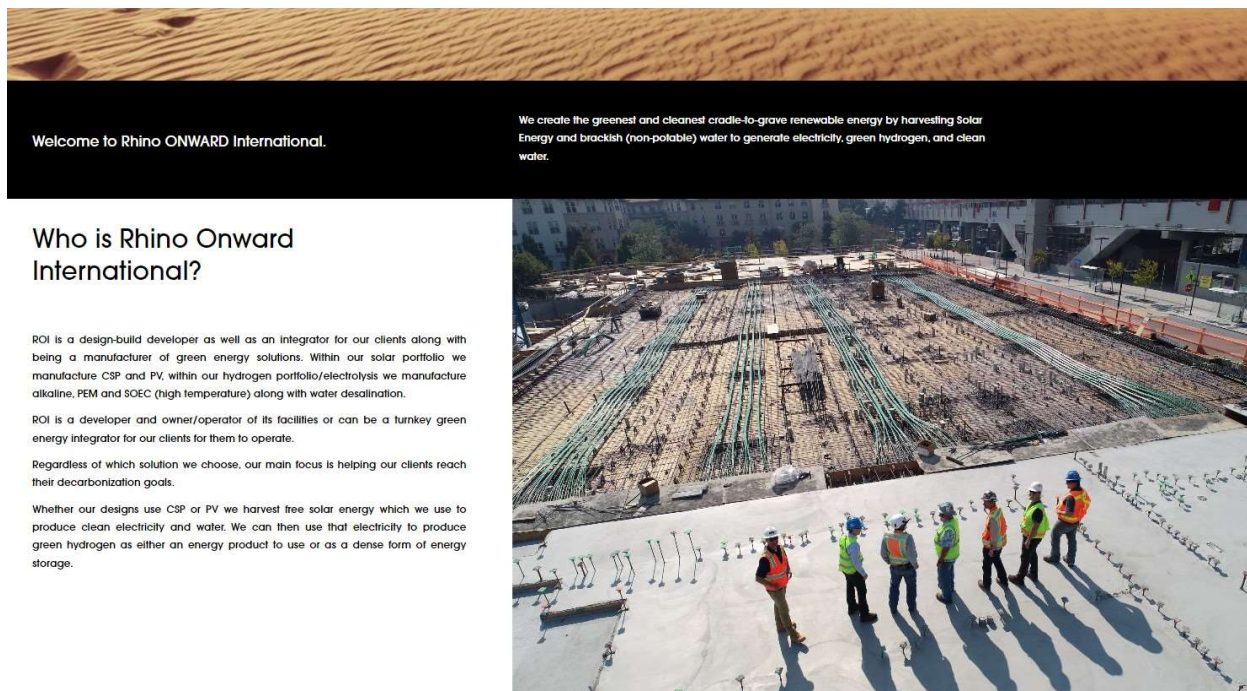 Welcome to Rhino ONWARD International.
We create the greenest and cleanest cradle-to-grave renewable energy by harvesting Solar
Energy and brackish (non-potable) water to generate electricity, green hydrogen, and clean
water.
Who is Rhino Onward
International?
ROI is a design-build developer as well as an integrator for our clients along with
being a manufacturer of green energy solutions. Within our solar portfolio we
manufacture CSP and PV, within our hydrogen portfolio/electrolysis we manufacture
alkaline, PEM and SOEC (high temperature) along with water desalination.
ROI is a developer and owner/operator of its facilities or can be a turnkey green
energy integrator for our clients for them to operate.
Regardless of which solution we choose, our main focus is helping our clients reach
their decarbonization goals.
Whether our designs use CSP or PV we harvest free solar energy which we use to
produce clean electricity and water. We can then use that electricity to produce
green hydrogen as either an energy product to use or as a dense form of energy
storage.